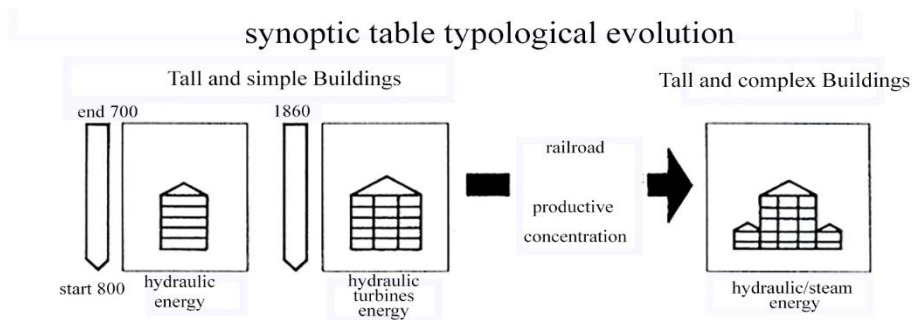 synoptic table typological evolution
Tall and simple Buildings
Tall and complex Buildings
end 700
1860
start 800
hydraulic
energy
hydraulic
turbines
energy
railroad
productive
concentration
hydraulic/steam
energy